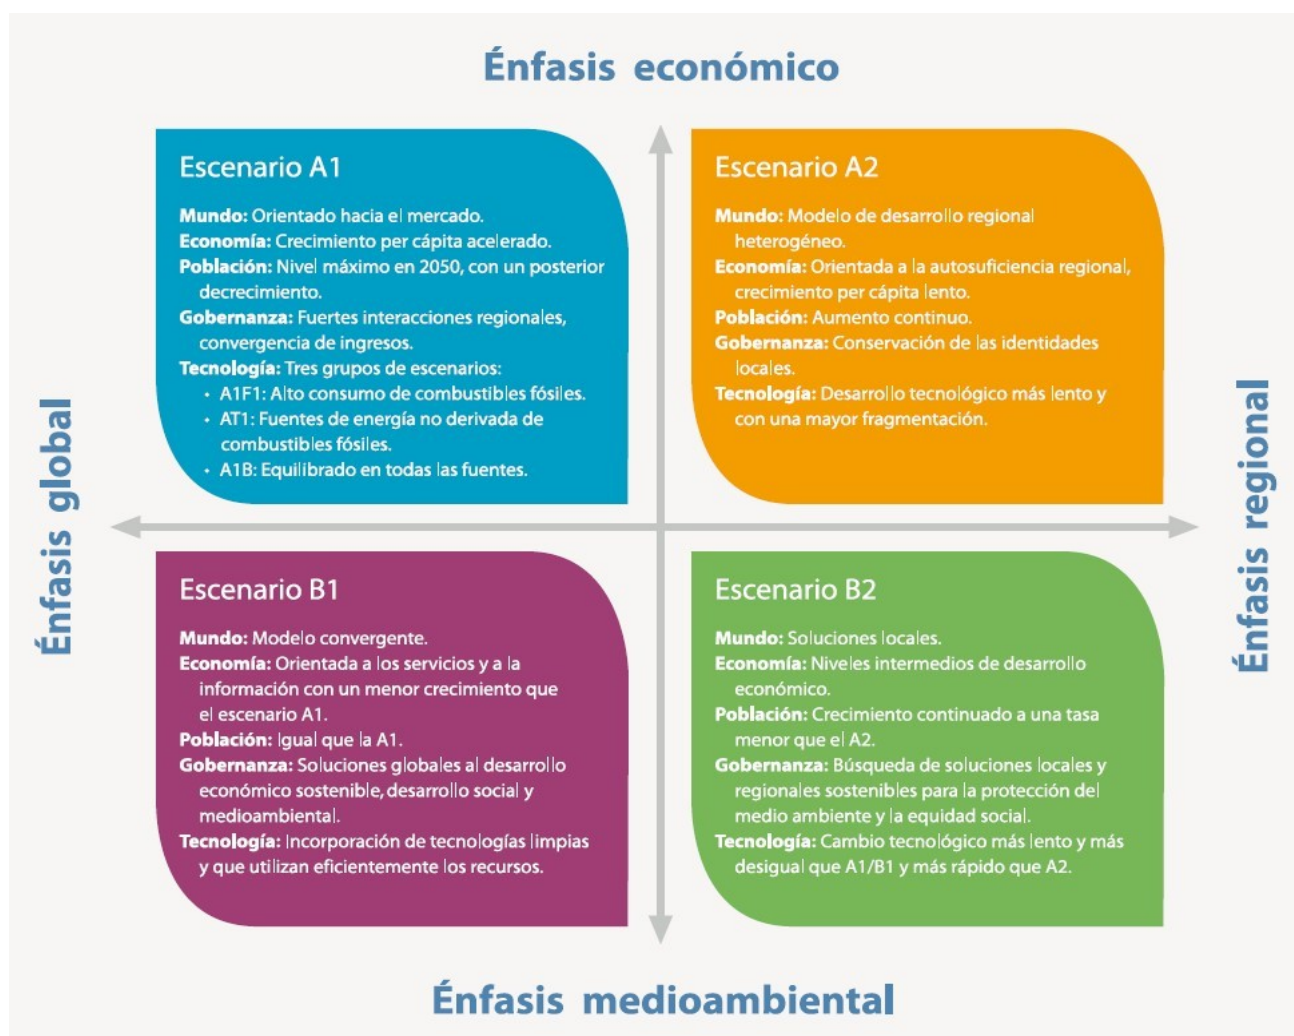 Énfasis económico
Escenario A1
Mundo: Orientado hacia el mercado.
Economía: Crecimiento per cápita acelerado.
Población: Nivel máximo en 2050, con un posterior
decrecimiento.
Gobernanza: Fuertes interacciones regionales,
convergencia de ingresos.
Tecnología: Tres grupos de escenarios:
• A1F1: Alto consumo de combustibles fósiles.
• AT1: Fuentes de energía no derivada de
combustibles fósiles.
• A1B: Equilibrado en todas las fuentes.
Escenario A2
Mundo: Modelo de desarrollo regional
heterogéneo.
Economía: Orientada a la autosuficiencia regional,
crecimiento per cápita lento.
Población: Aumento continuo.
Gobernanza: Conservación de las identidades
locales.
Tecnología: Desarrollo tecnológico más lento y
con una mayor fragmentación.
Énfasis global
Énfasis regional
Escenario B1
Mundo: Modelo convergente.
Economía: Orientada a los servicios y a la
información con un menor crecimiento que
el escenario A1.
Población: Igual que la A1.
Gobernanza: Soluciones globales al desarrollo
económico sostenible, desarrollo social y
medioambiental.
Tecnología: Incorporación de tecnologías limpias
y que utilizan eficientemente los recursos.
Escenario B2
Mundo: Soluciones locales.
Economía: Niveles intermedios de desarrollo
económico.
Población: Crecimiento continuado a una tasa
menor que el A2.
Gobernanza: Búsqueda de soluciones locales y
regionales sostenibles para la protección del
medio ambiente y la equidad social.
Tecnología: Cambio tecnológico más lento y más
desigual que A1/B1 y más rápido que A2.
Énfasis medioambiental